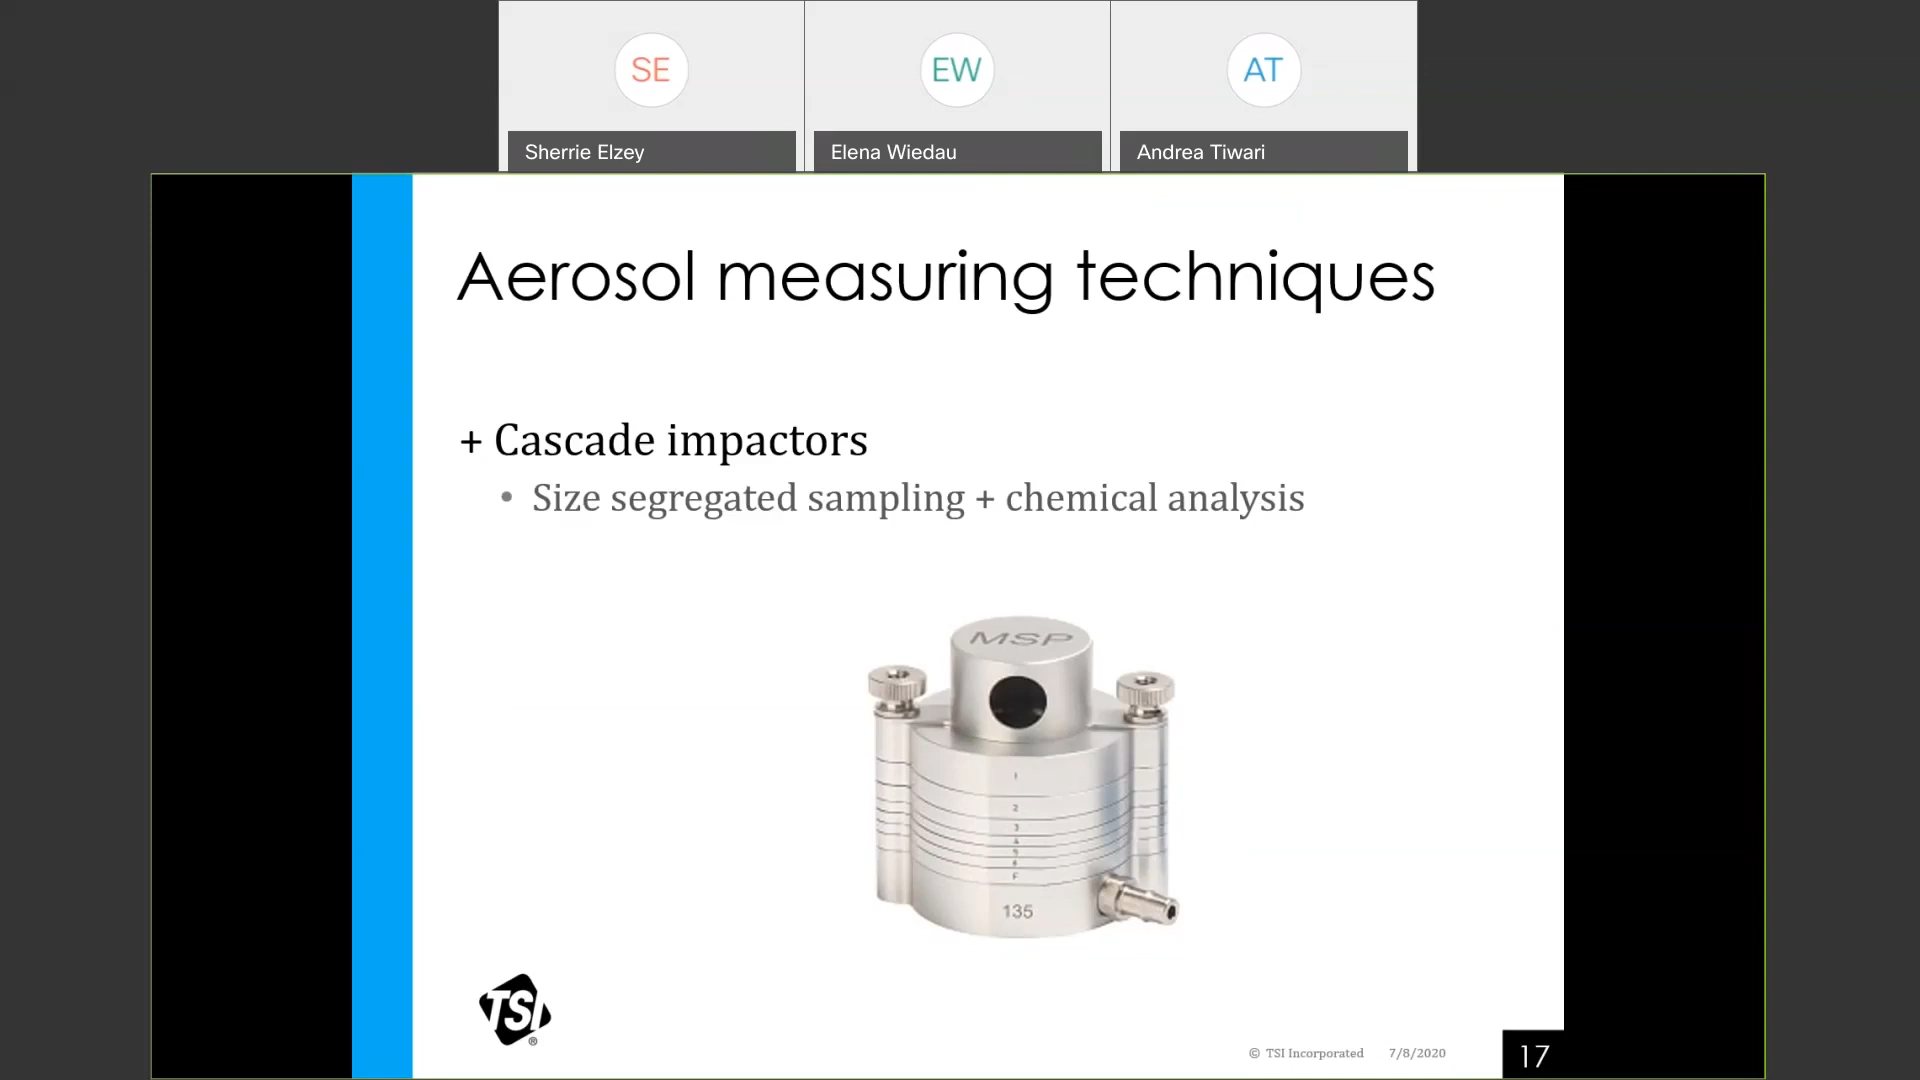 SE
EW
AT
Sherrie Elzey
Elena Wiedau
Andrea Tiwari
Aerosol measuring techniques
+ Cascade impactors
• Size segregated sampling + chemical analysis
MSP
1
2
3
4
5
6
F
135
TSI®
© TSI Incorporated 7/8/2020
17